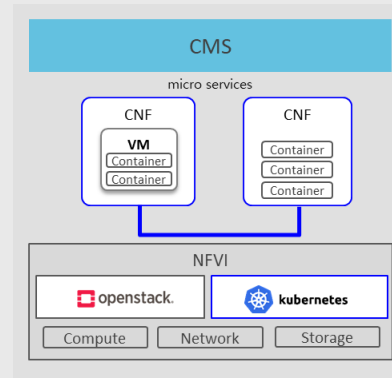 CMS
micro services
CNF
VM
Container
Container
CNF
Container
Container
Container
NFVI
openstack.
kubernetes
Compute
Network
Storage